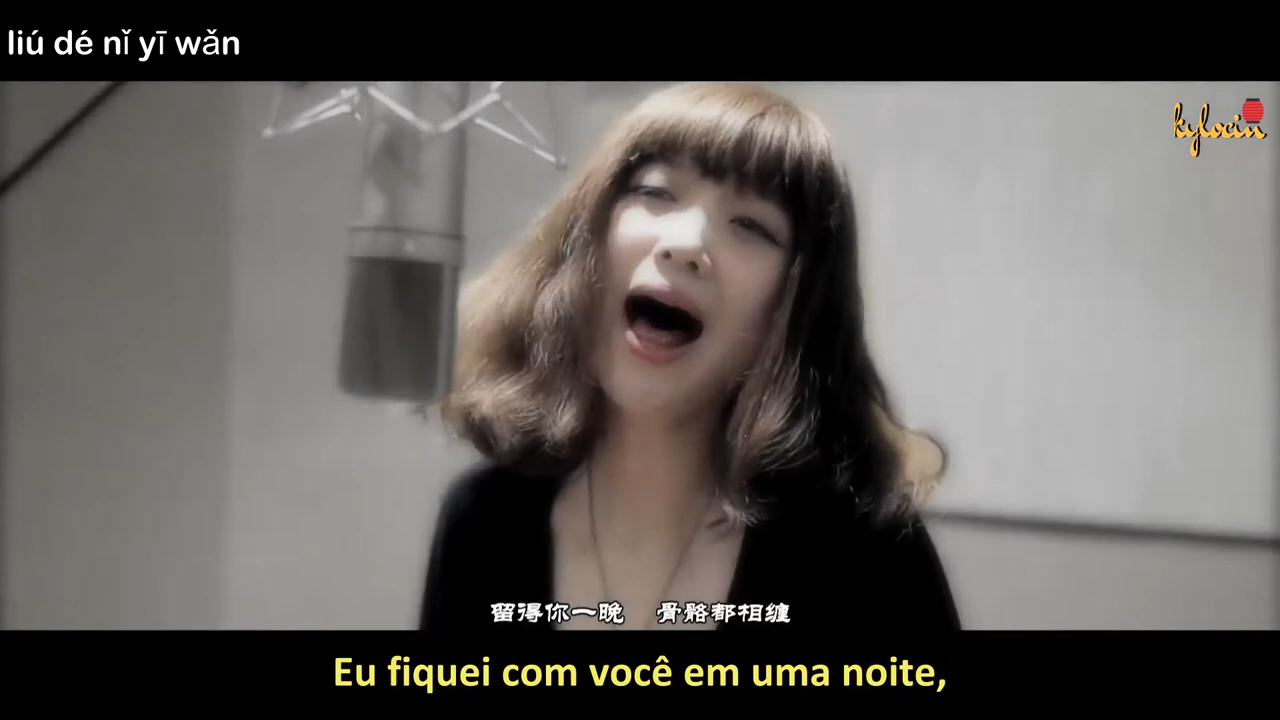 liú dé nǐ yī wǎn
kylocin
留得你一晚 骨骼都相缠
Eu fiquei com você em uma noite,